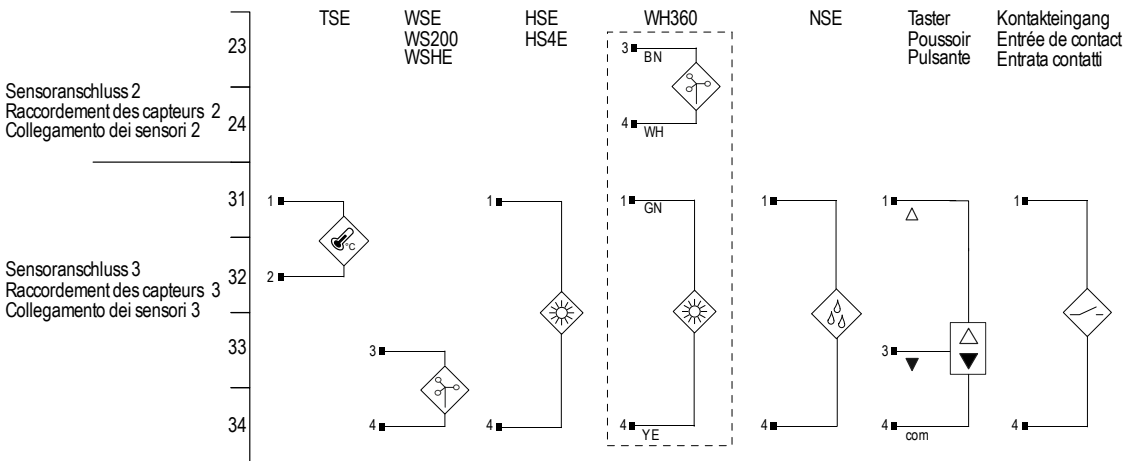 TSE
WSE
WS200
WSHE
HSE
HS4E
WH360
NSE
Taster
Poussoir
Pulsante
Kontakteingang
Entrée de contact
Entrata contatti
23
3
BN
Sensoranschluss 2
Raccordement des capteurs 2
Collegamento dei sensori 2
24
4
WH
31
1
1
1
GN
1
1
1
°C
Sensoranschluss 3
Raccordement des capteurs 3
Collegamento dei sensori 3
32
2
33
3
3
34
4
4
4
YE
4
4
com
4